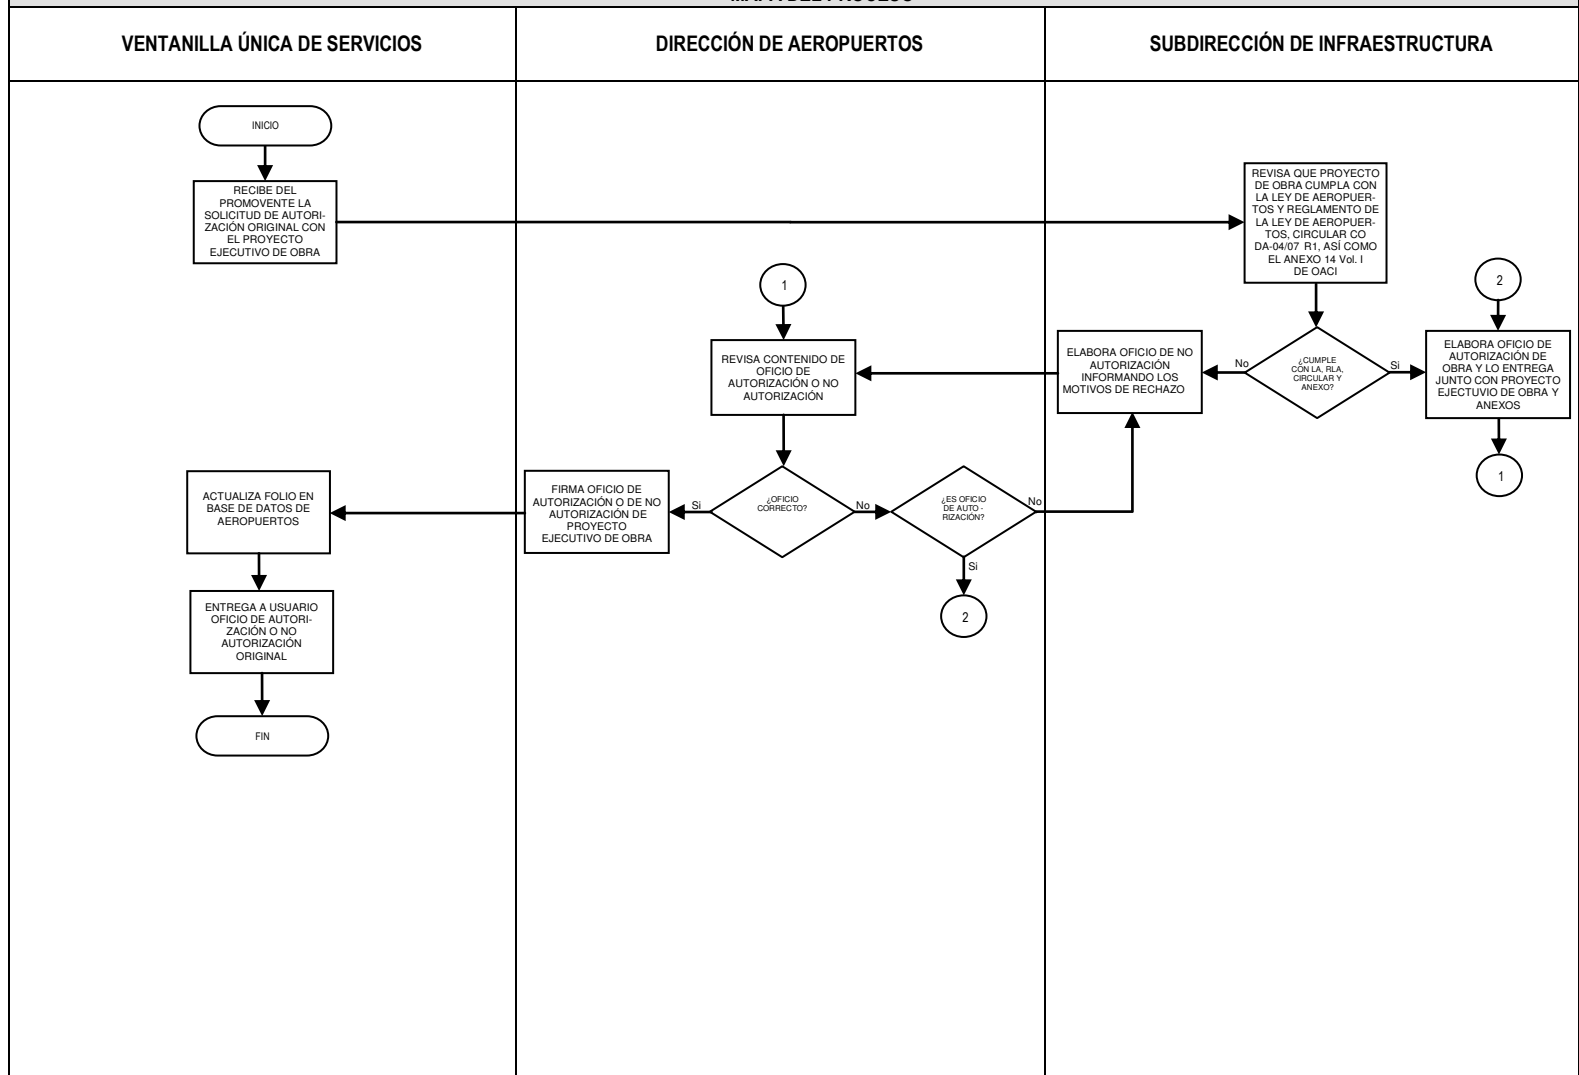 VENTANILLA ÚNICA DE SERVICIOS
DIRECCIÓN DE AEROPUERTOS
SUBDIRECCIÓN DE INFRAESTRUCTURA
INICIO
RECIBE DEL
PROMOVENTE LA
SOLICITUD DE AUTORI-
ZACIÓN ORIGINAL CON
EL PROYECTO
EJECUTIVO DE OBRA
REVISA QUE PROYECTO
DE OBRA CUMPLA CON
LA LEY DE AEROPUER-
TOS Y REGLAMENTO DE
LA LEY DE AEROPUER-
TOS, CIRCULAR CO
DA-04/07 R1, ASÍ COMO
EL ANEXO 14 Vol. I
DE OACI
1
2
REVISA CONTENIDO DE
OFICIO DE
AUTORIZACIÓN O NO
AUTORIZACIÓN
ELABORA OFICIO DE NO
AUTORIZACIÓN
INFORMANDO LOS
MOTIVOS DE RECHAZO
No
¿CUMPLE
CON LA, RLA,
CIRCULAR Y
ANEXO?
Si
ELABORA OFICIO DE
AUTORIZACIÓN DE
OBRA Y LO ENTREGA
JUNTO CON PROYECTO
EJECTUVIO DE OBRA Y
ANEXOS
1
ACTUALIZA FOLIO EN
BASE DE DATOS DE
AEROPUERTOS
FIRMA OFICIO DE
AUTORIZACIÓN O DE NO
AUTORIZACIÓN DE
PROYECTO
EJECUTIVO DE OBRA
Si
¿OFICIO
CORRECTO?
No
¿ES OFICIO
DE AUTO -
RIZACIÓN?
No
Si
2
ENTREGA A USUARIO
OFICIO DE AUTORI-
ZACIÓN O NO
AUTORIZACIÓN
ORIGINAL
FIN